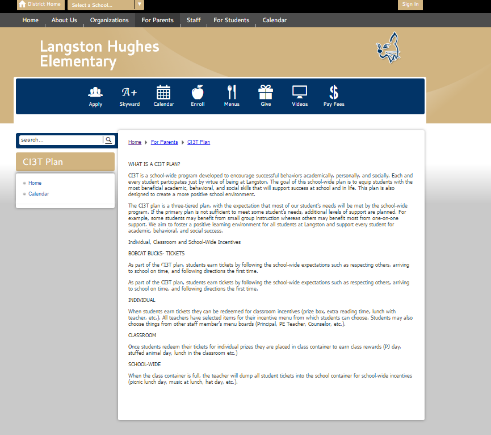 District Home
Select a School...
Sign In
Home About Us Organizations For Parents Staff For Students Calendar
Langston Hughes
Elementary
A+
Apply Skyward Calendar Enroll Menus Give Videos Pay Fees
search...
CI3T Plan
Home
Calendar
Home For Parents CI3T Plan
WHAT IS A CI3T PLAN?
CI3T is a school-wide program developed to encourage successful behaviors academically, personally, and socially. Each and
every student participates just by virtue of being at Langston. The goal of this school-wide plan is to equip students with the
most beneficial academic, behavioral, and social skills that will support success at school and in life. This plan is also
designed to create a more positive school environment.
The CI3T plan is a three-tiered plan, with the expectation that most of our student's needs will be met by the school-wide
program. If the primary plan is not sufficient to meet some student's needs, additional levels of support are planned. For
example, some students may benefit from small group instruction whereas others may benefit most from one-on-one
support. We aim to foster a positive learning environment for all students at Langston and support every student for
academic, behavioral, and social success.
Individual, Classroom and School-Wide Incentives
BOBCAT BUCKS- TICKETS
As part of the CI3T plan, students earn tickets by following the school-wide expectations such as respecting others, arriving
to school on time, and following directions the first time.
As part of the CI3T plan, students earn tickets by following the school-wide expectations such as respecting others, arriving
to school on time, and following directions the first time.
INDIVIDUAL
When students earn tickets they can be redeemed for classroom incentives (prize box, extra reading time, lunch with
teacher, etc.). All teachers have selected items for their incentive menu from which students can choose. Students may also
choose things from other staff member's menu boards (Principal, PE Teacher, Counselor, etc.).
CLASSROOM
Once students redeem their tickets for individual prizes they are placed in class container to earn class rewards (PJ day,
stuffed animal day, lunch in the classroom etc.)
SCHOOL-WIDE
When the class container is full, the teacher will dump all student tickets into the school container for school-wide incentives
(picnic lunch day, music at lunch, hat day, etc.)